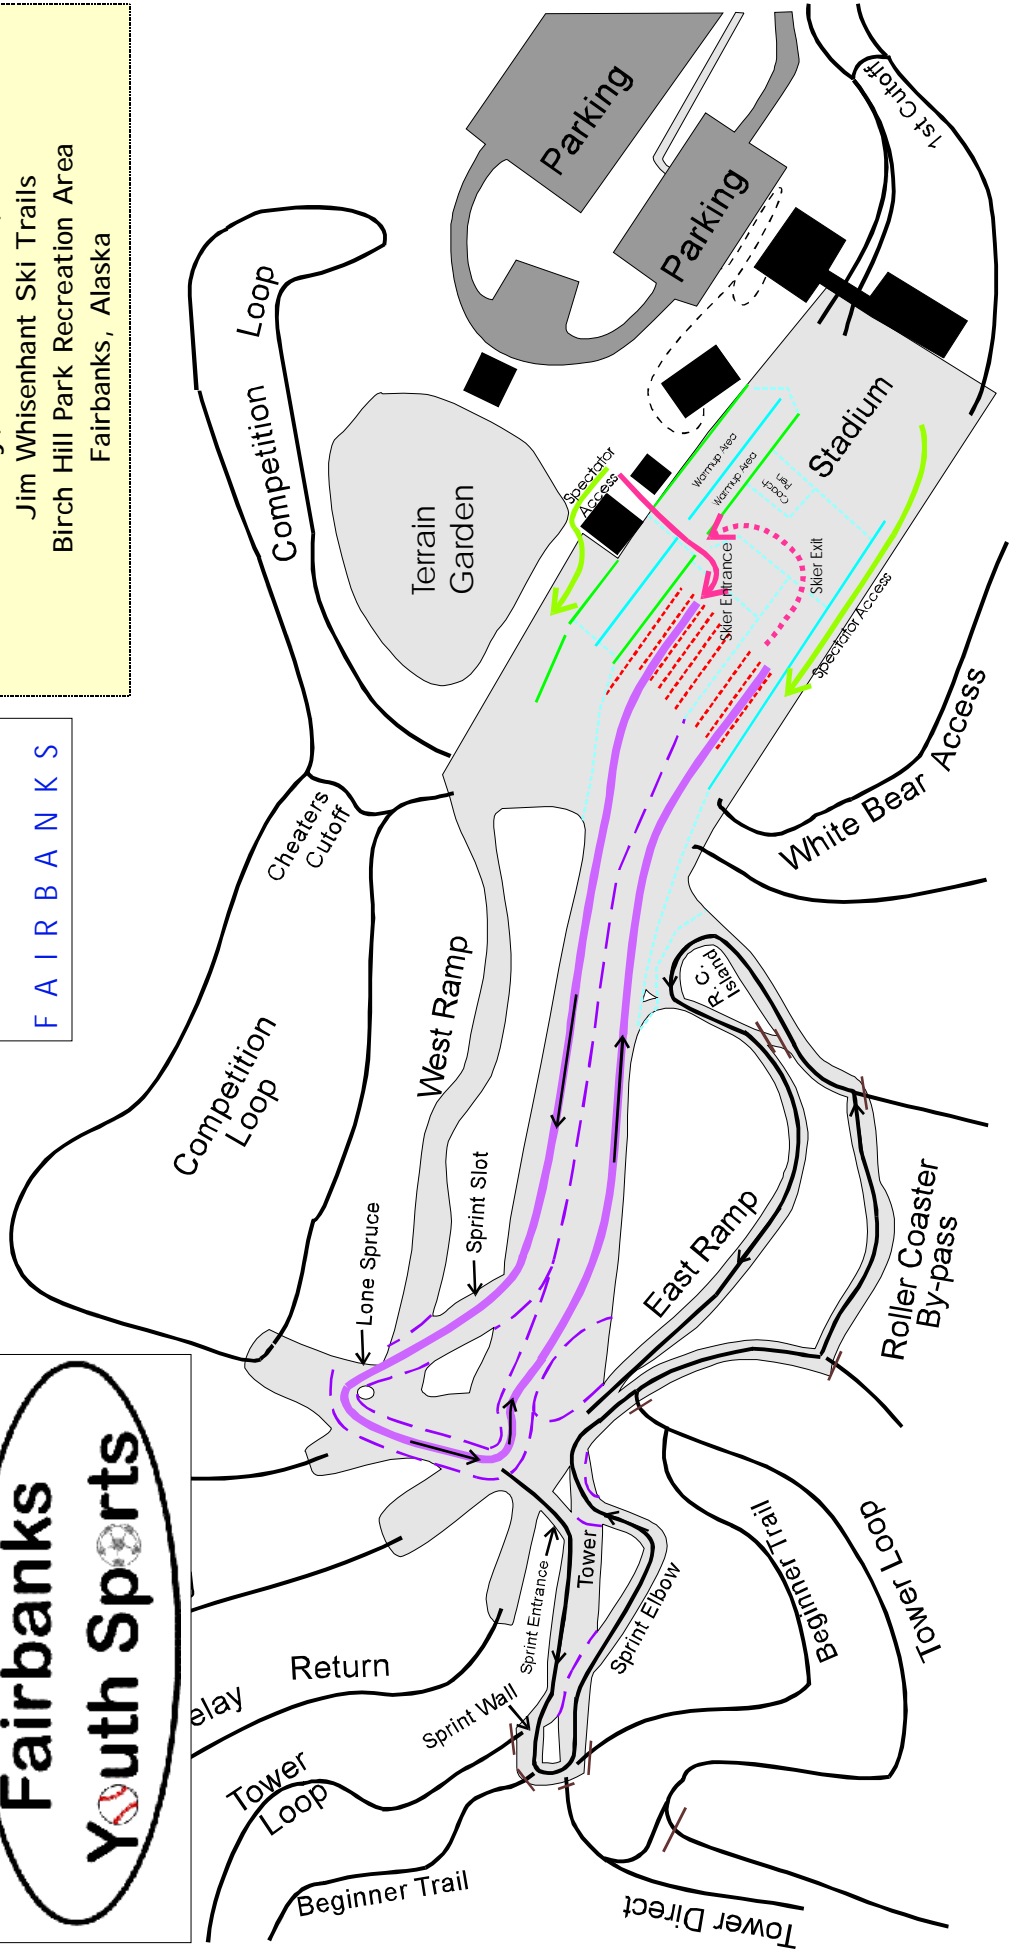 Jim Whisenhant Ski Trails
Birch Hill Park Recreation Area
Fairbanks, Alaska
FAIRBANKS
Fairbanks
Youth Sports
Parking
Parking
1st Cutoff
Loop
Competition
Terrain
Garden
Spectator
Access
Warmup Area
Warmup Area
Coach
Pen
Stadium
Skier Entrance
Skier Exit
Spectator Access
White Bear Access
Cheaters
Cutoff
West Ramp
Competition
Loop
R.C.
Island
Sprint Slot
Lone Spruce
East Ramp
Roller Coaster
By-pass
Tower
Sprint Entrance
Sprint Elbow
Sprint Wall
Beginner Trail
Tower Loop
Return
elay
Tower
Loop
Beginner Trail
Tower Direct